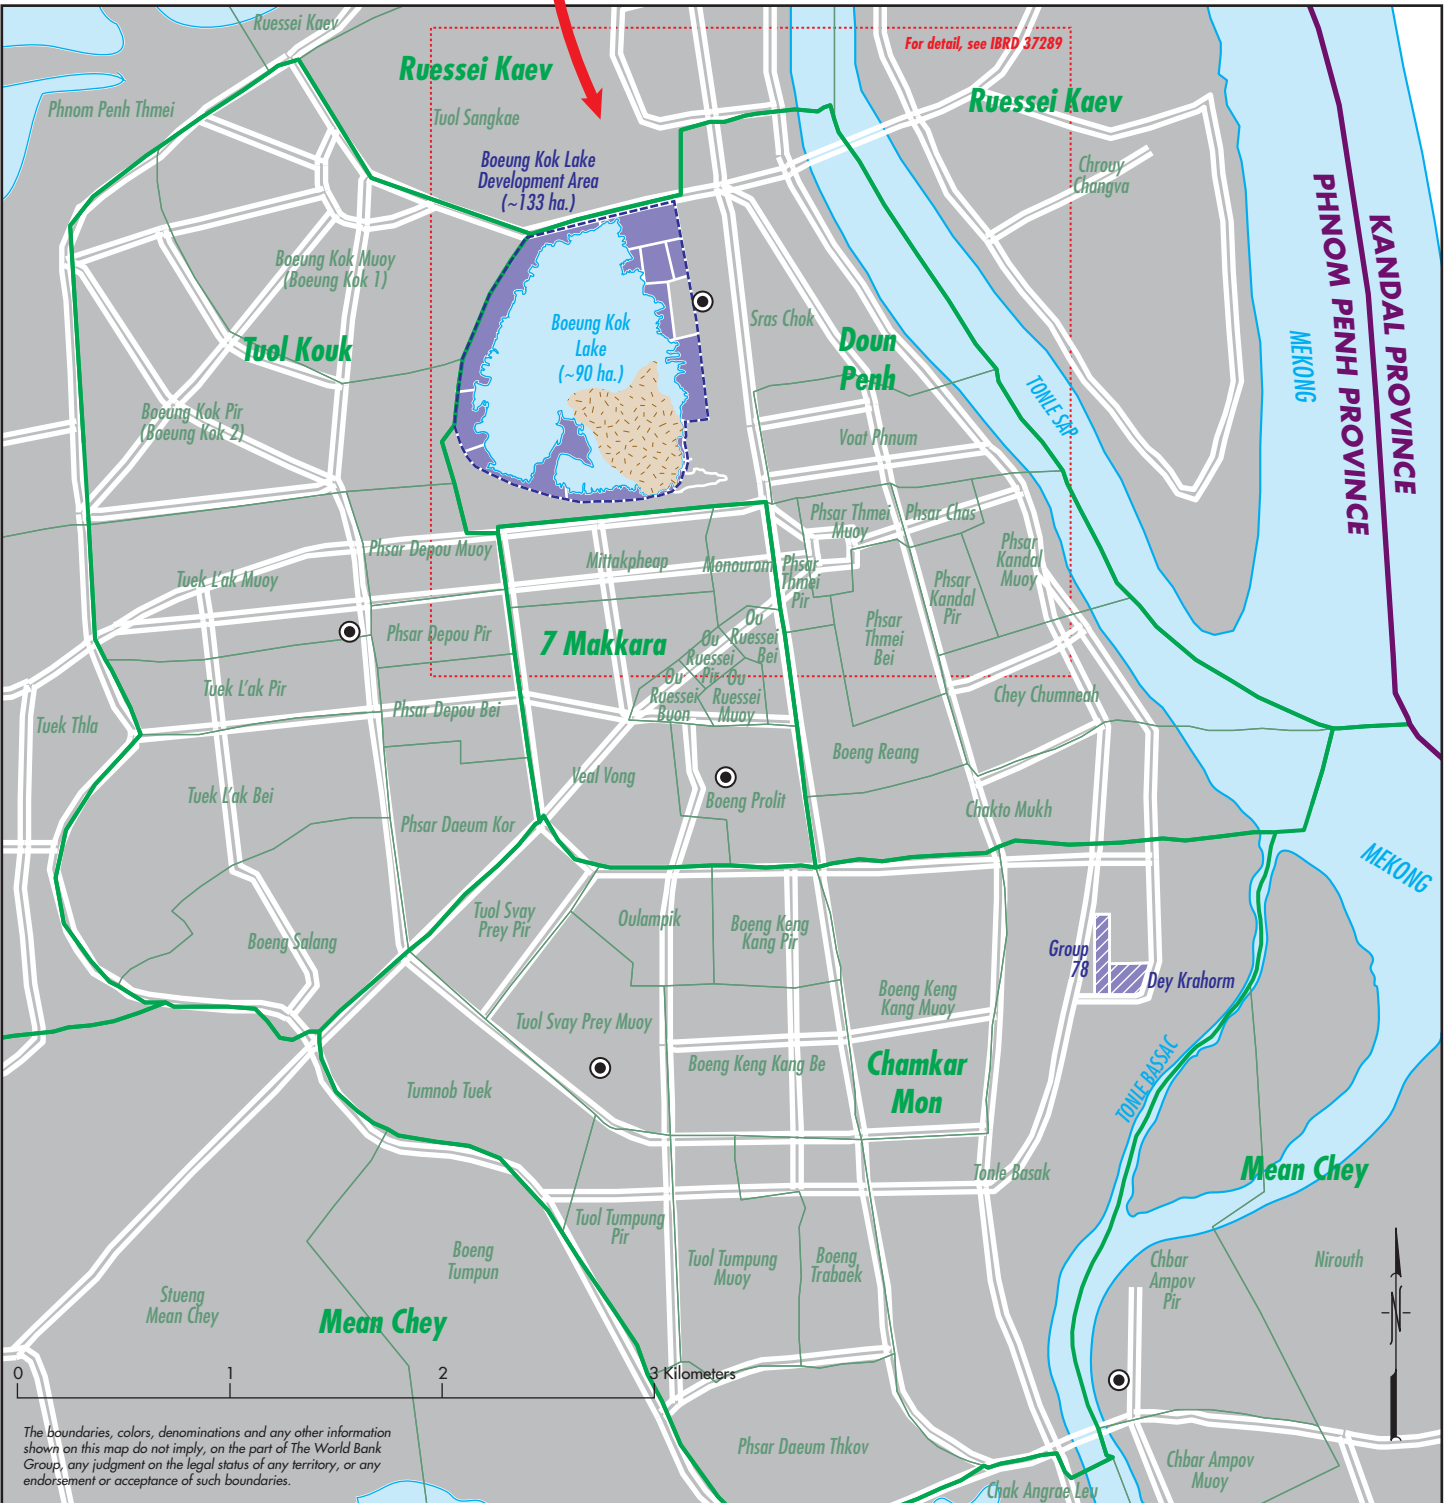 Ruessei Kaev
For detail, see IBRD 37289
Ruessei Kaev
Ruessei Kaev
Phnom Penh Thmei
Tuol Sangkae
Boeung Kok Lake
Development Area
(~133 ha.)
Chrouy
Changva
KANDAL PROVINCE
PHNOM PENH PROVINCE
Boeung Kok Muoy
(Boeung Kok 1)
Boeung Kok
Lake
(~90 ha.)
Sras Chok
Doun
Penh
Tuol Kouk
MEKONG
TONLE SAP
Boeung Kok Pir
(Boeung Kok 2)
Voat Phnum
Phsar Thmei
Muoy
Phsar Chas
Phsar
Kandal
Muoy
Phsar Depou Muoy
Mittakpheap
Monourom
Phsar
Thmei
Pir
Tuek L'ak Muoy
Phsar
Kandal
Pir
Phsar
Thmei
Bei
Phsar Depou Pir
7 Makkara
Ou
Ruessei
Bei
Ou
Ruessei
Pir
Ou
Ruessei
Buon
Ou
Ruessei
Muoy
Tuek L'ak Pir
Chey Chumneah
Tuek Thla
Phsar Depou Bei
Boeng Reang
Veal Vong
Boeng Prolit
Tuek L'ak Bei
Phsar Daeum Kor
Chakto Mukh
MEKONG
Tuol Svay
Prey Pir
Oulampik
Boeng Keng
Kang Pir
Boeng Salang
Group
78
Dey Krahorm
Boeng Keng
Kang Muoy
Tuol Svay Prey Muoy
Boeng Keng Kang Be
Chamkar
Mon
TONLE BASSAC
Tumnob Tuek
Tonle Basak
Mean Chey
Tuol Tumpung
Pir
Boeng
Tumpun
Tuol Tumpung
Muoy
Boeng
Trabaek
Chbar
Ampov
Pir
Nirouth
Stueng
Mean Chey
Mean Chey
N
0 1 2 3 Kilometers
The boundaries, colors, denominations and any other information
shown on this map do not imply, on the part of The World Bank
Group, any judgment on the legal status of any territory, or any
endorsement or acceptance of such boundaries.
Phsar Daeum Thkov
Chbar Ampov
Muoy
Chak Angrae Leu